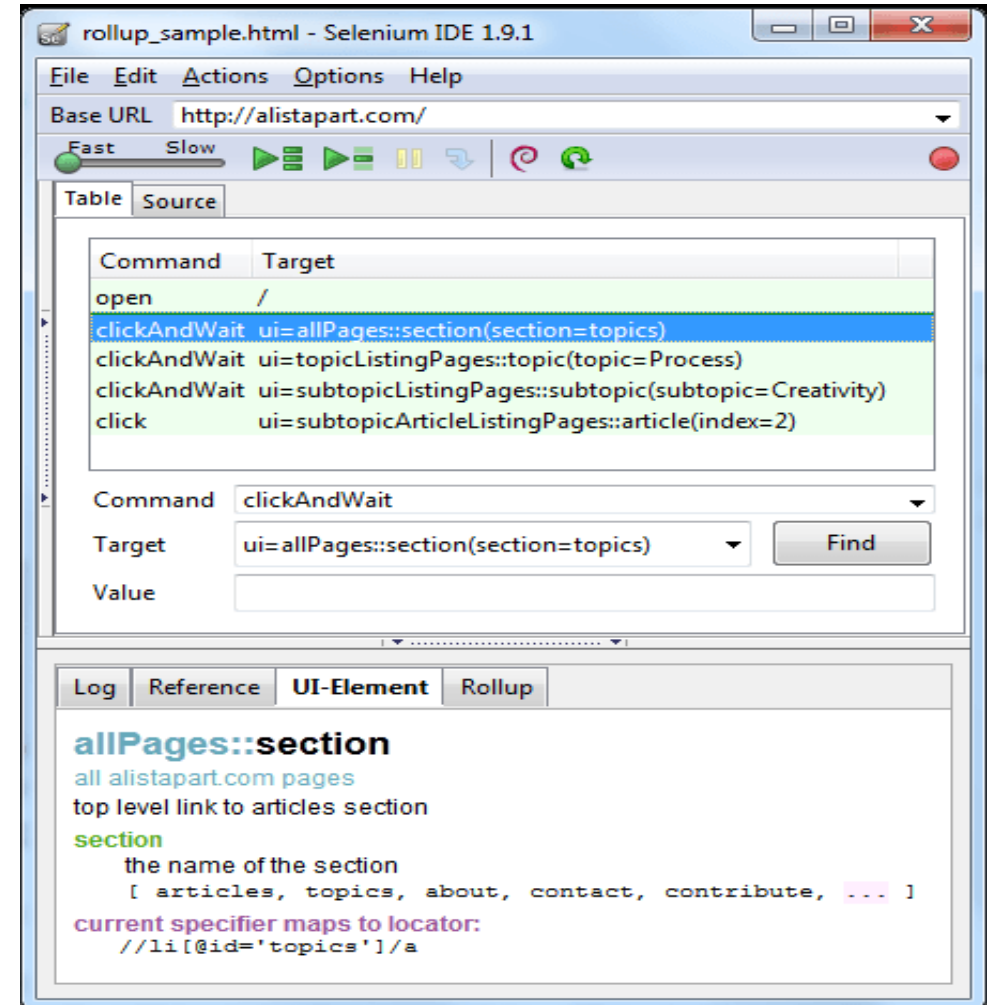 rollup_sample.html - Selenium IDE 1.9.1
File Edit Actions Options Help
Base URL http://alistapart.com/
Fast Slow
Table Source
Command Target
open /
clickAndWait ui=allPages::section(section=topics)
clickAndWait ui=topicListingPages::topic(topic=Process)
clickAndWait ui=subtopicListingPages::subtopic(subtopic=Creativity)
click ui=subtopicArticleListingPages::article(index=2)
Command clickAndWait
Target ui=allPages::section(section=topics) Find
Value
Log Reference UI-Element Rollup
allPages::section
all alistapart.com pages
top level link to articles section
section
the name of the section
[ articles, topics, about, contact, contribute, ... ]
current specifier maps to locator:
//li[@id='topics']/a